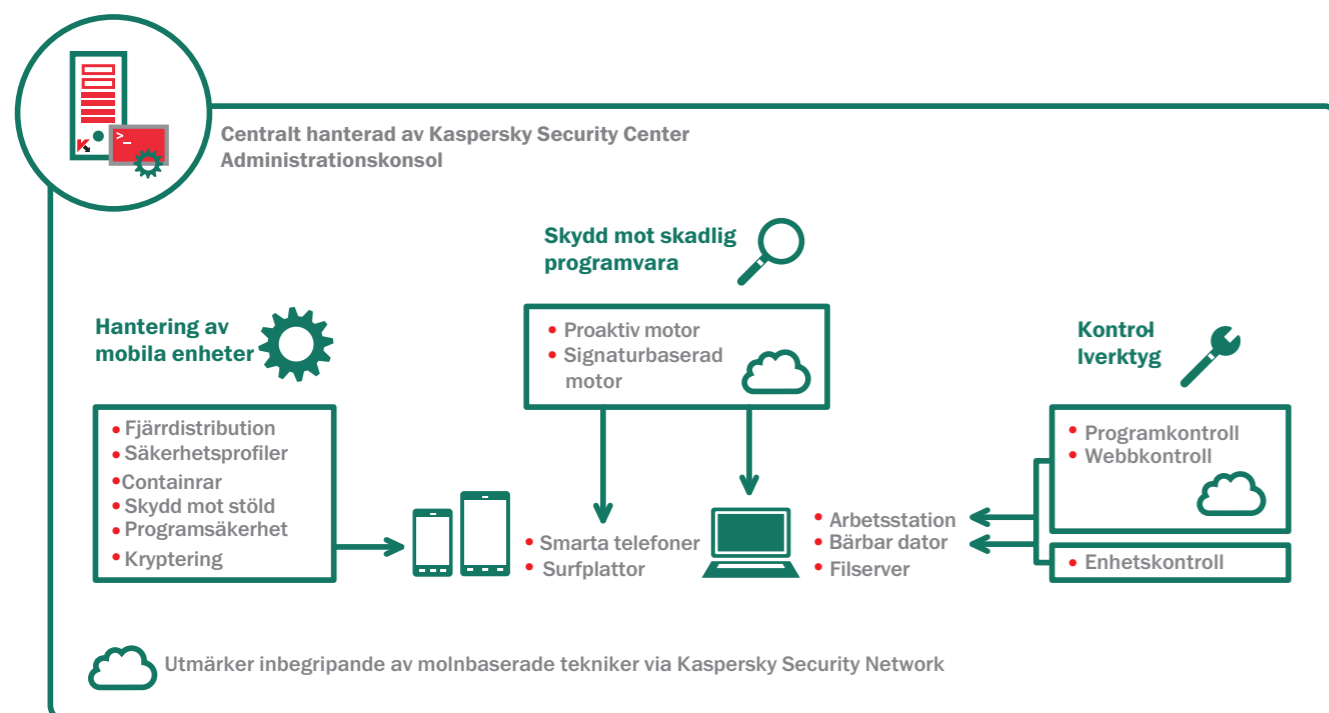 >_
Centralt hanterad av Kaspersky Security Center
Administrationskonsol
Skydd mot skadlig
programvara
• Proaktiv motor
• Signaturbaserad
motor
Hantering av
mobila enheter
• Fjärrdistribution
• Säkerhetsprofiler
• Containrar
• Skydd mot stöld
• Programsäkerhet
• Kryptering
• Smarta telefoner
• Surfplattor
• Arbetsstation
• Bärbar dator
• Filserver
Kontrol-
lverktyg
• Programkontroll
• Webbkontroll
• Enhetskontroll
Utmärker inbegripande av molnbaserade tekniker via Kaspersky Security Network